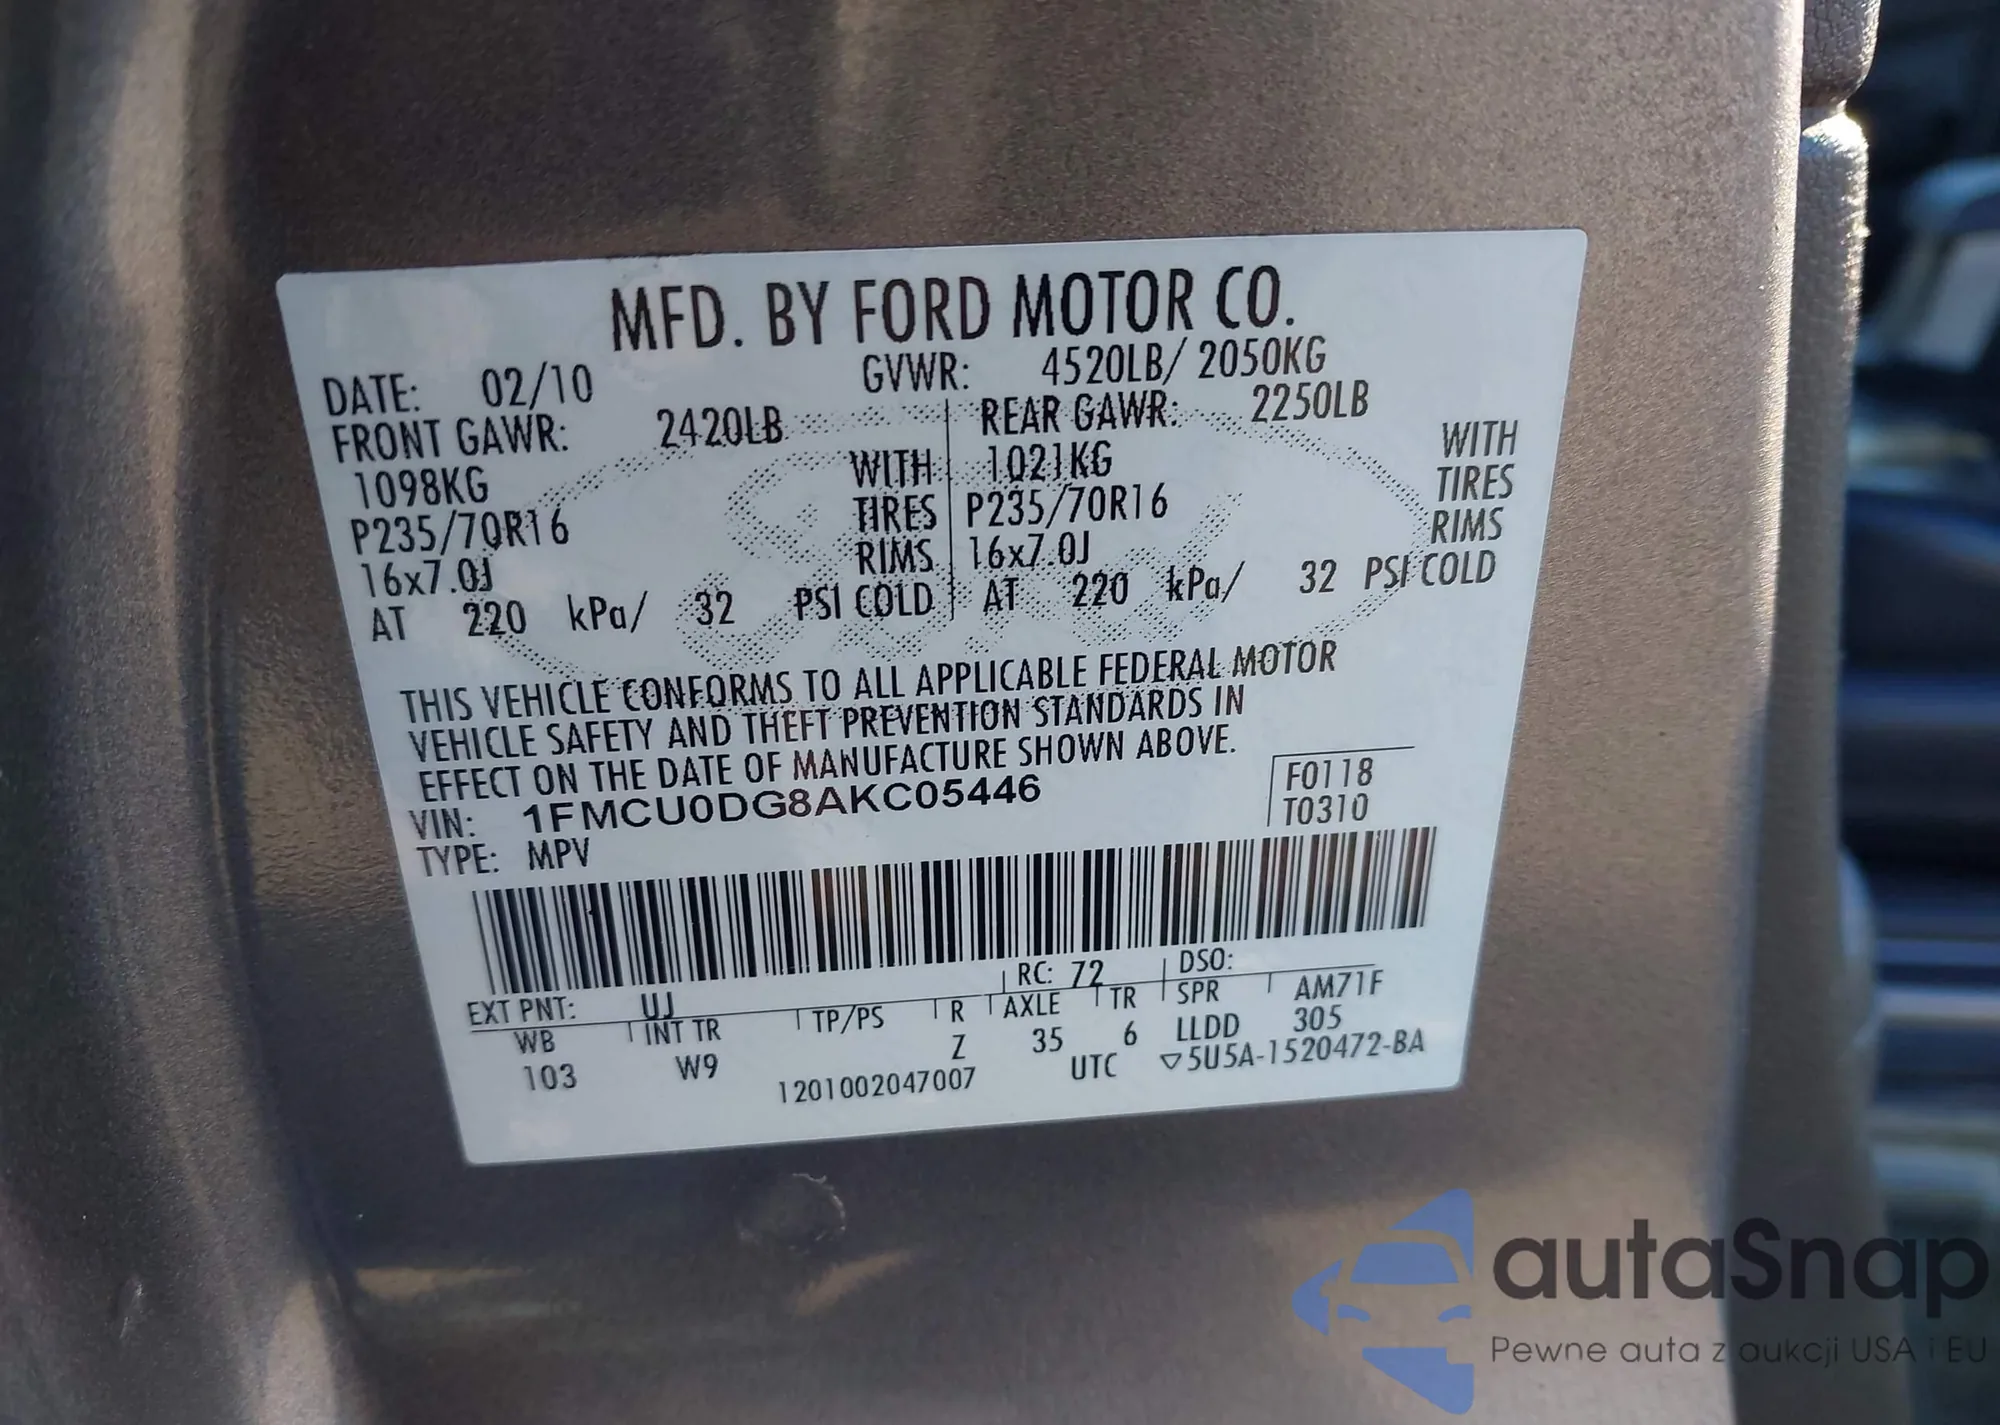 MFD. BY FORD MOTOR CO.
DATE: 02/10 GVWR: 4520LB/ 2050KG
FRONT GAWR: 2420LB REAR GAWR: 2250LB
1098KG WITH 1021KG WITH
P235/70R16 TIRES P235/70R16 TIRES
16x7.0J RIMS 16x7.0J RIMS
AT 220 kPa/ 32 PSI COLD AT 220 kPa/ 32 PSI COLD
THIS VEHICLE CONFORMS TO ALL APPLICABLE FEDERAL MOTOR
VEHICLE SAFETY AND THEFT PREVENTION STANDARDS IN
EFFECT ON THE DATE OF MANUFACTURE SHOWN ABOVE.
VIN: 1FMCU0DG8AKC05446 F0118
TYPE: MPV T0310
EXT PNT: UJ RC: 72 DSO:
WB INT TR TP/PS R AXLE TR SPR AM71F
103 W9 Z 35 6 LLDD 305
1201002047007 UTC ▽5U5A-1520472-BA
autaSnap
Pewne auta z aukcji USA i EU